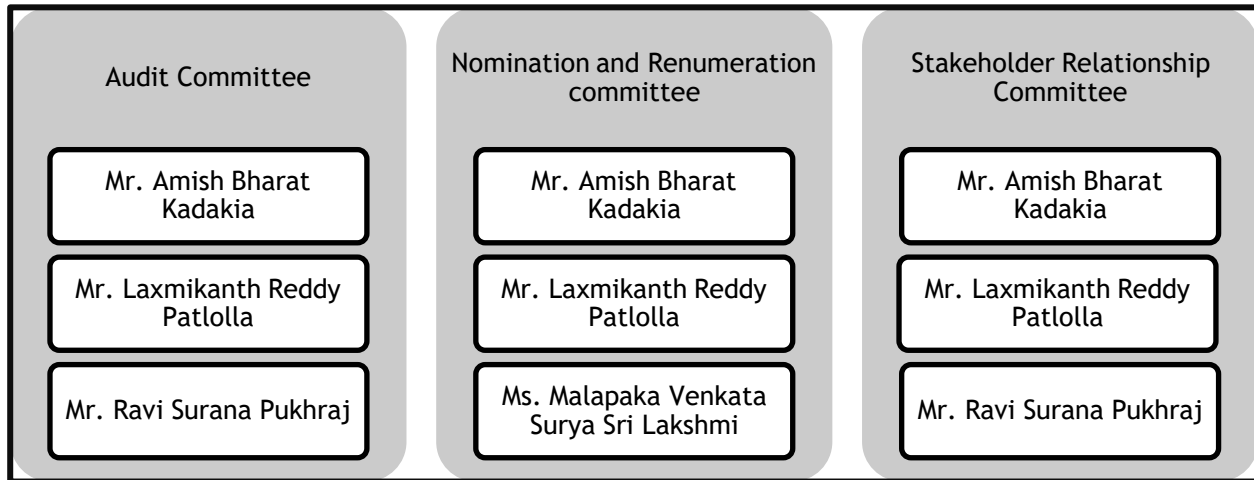 Audit Committee
Mr. Amish Bharat
Kadakia
Mr. Laxmikanth Reddy
Patlolla
Mr. Ravi Surana Pukhraj
Nomination and Renumeration
committee
Mr. Amish Bharat
Kadakia
Mr. Laxmikanth Reddy
Patlolla
Ms. Malapaka Venkata
Surya Sri Lakshmi
Stakeholder Relationship
Committee
Mr. Amish Bharat
Kadakia
Mr. Laxmikanth Reddy
Patlolla
Mr. Ravi Surana Pukhraj